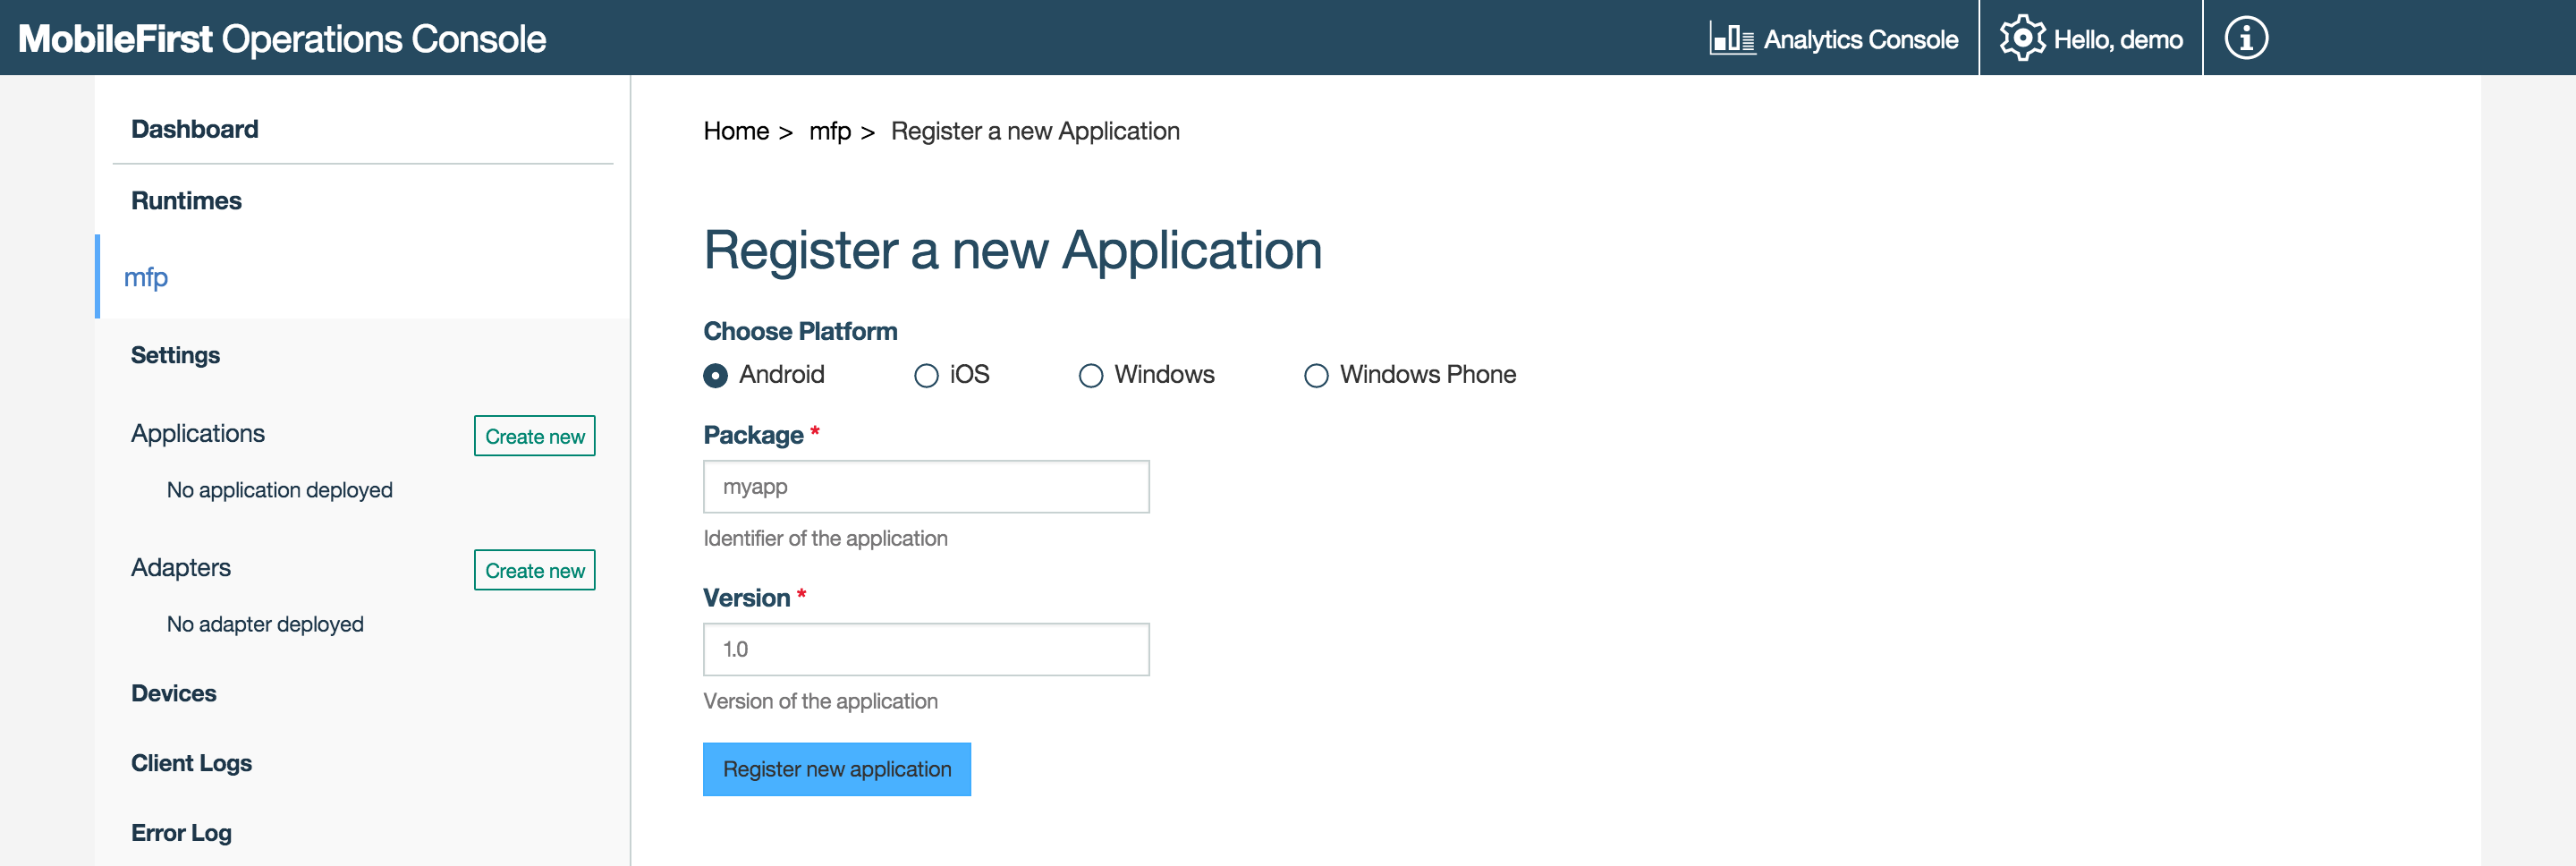 MobileFirst Operations Console
Analytics Console
Hello, demo
Dashboard
Runtimes
mfp
Settings
Applications
Create new
No application deployed
Adapters
Create new
No adapter deployed
Devices
Client Logs
Error Log
Home > mfp > Register a new Application
Register a new Application
Choose Platform
Android iOS Windows Windows Phone
Package *
myapp
Identifier of the application
Version *
1.0
Version of the application
Register new application